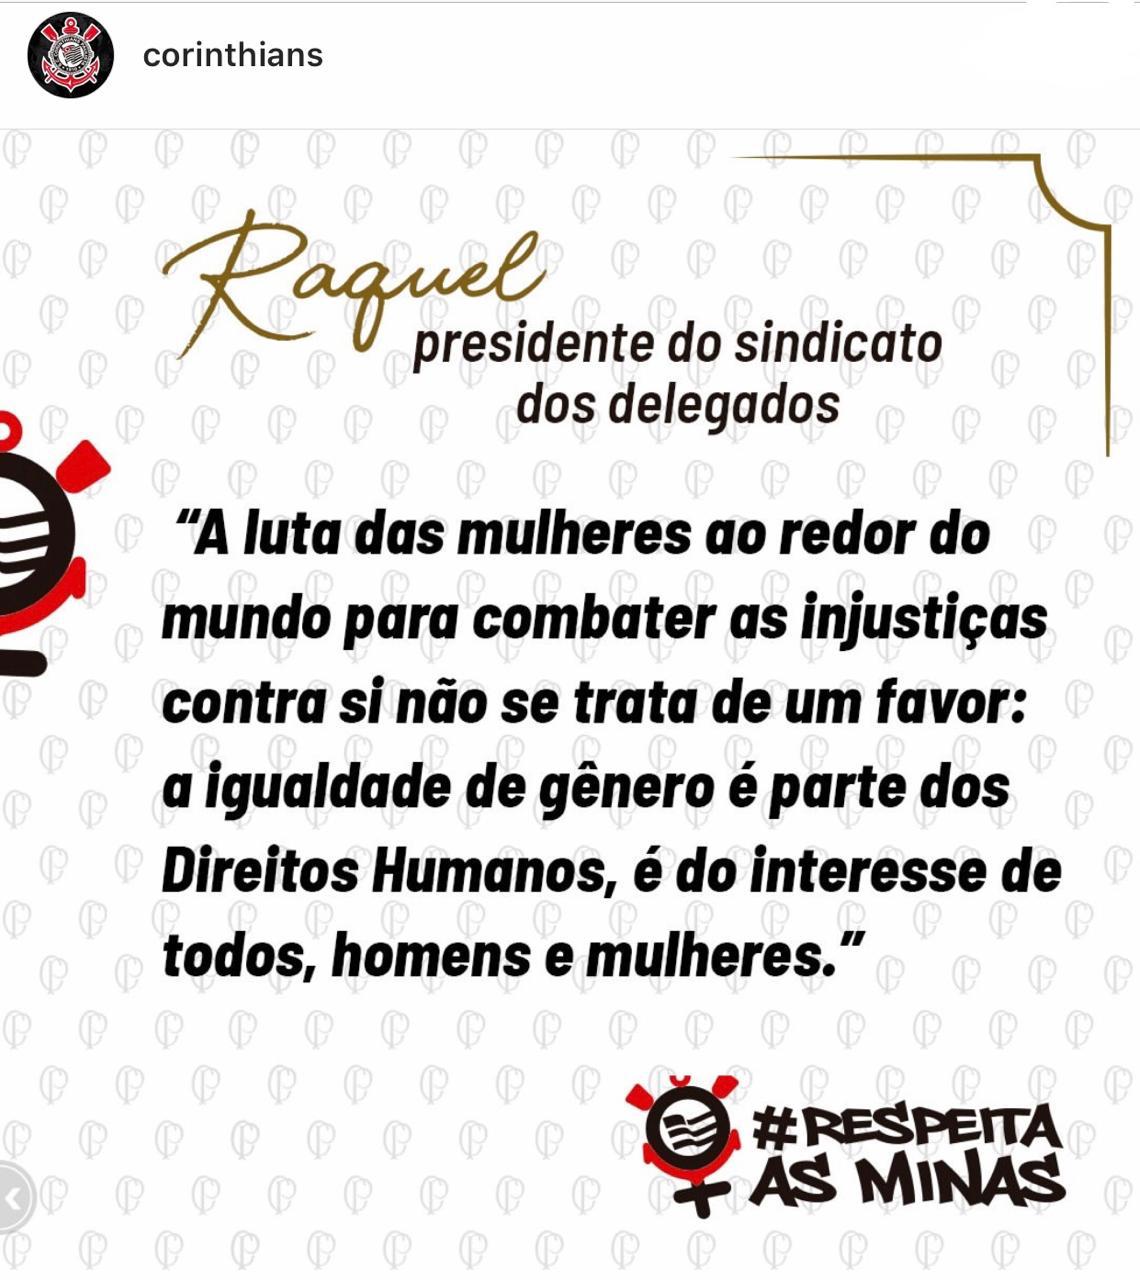 corinthians
Raquel
presidente do sindicato
dos delegados
“A luta das mulheres ao redor do
mundo para combater as injustiças
contra si não se trata de um favor:
a igualdade de gênero é parte dos
Direitos Humanos, é do interesse de
todos, homens e mulheres.”
#RESPEITA
AS MINAS